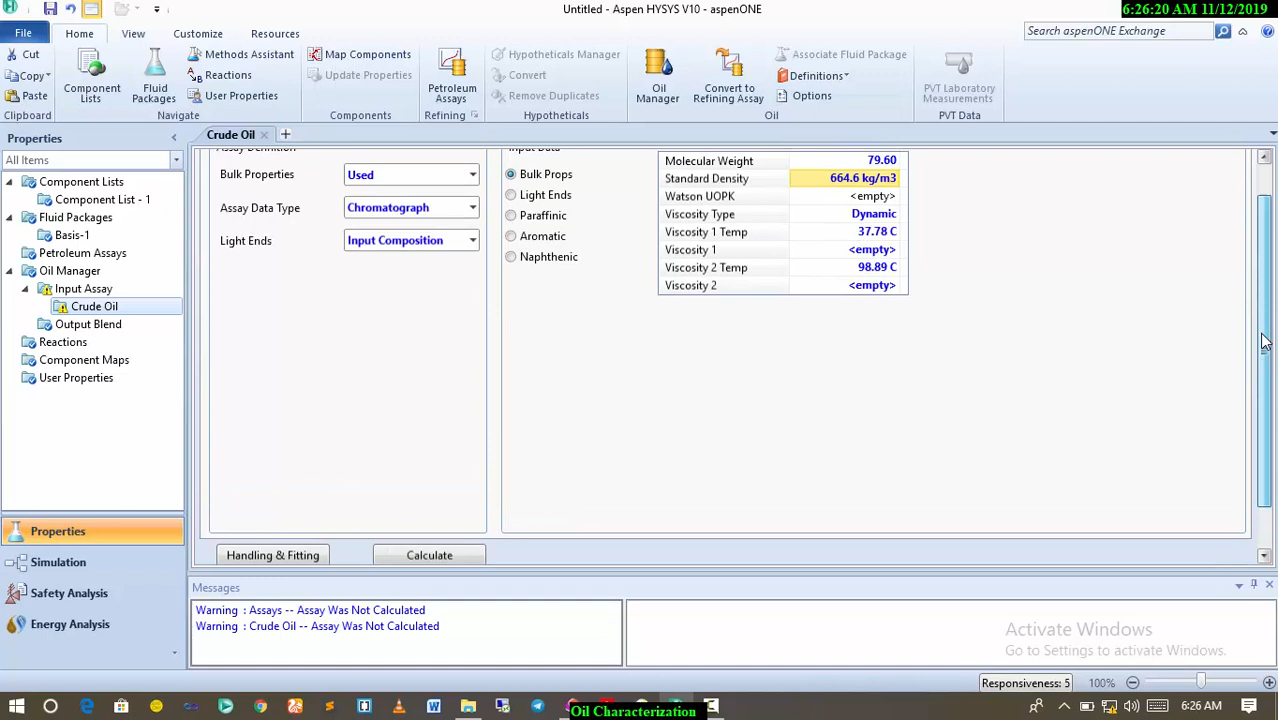 Untitled - Aspen HYSYS V10 - aspenONE
6:26:20 AM 11/12/2019
File
Home
View
Customize
Resources
Search aspenONE Exchange
Cut
Copy
Paste
Clipboard
Component Lists
Fluid Packages
Methods Assistant
Reactions
User Properties
Navigate
Map Components
Update Properties
Components
Petroleum Assays
Refining
Hypotheticals Manager
Convert
Remove Duplicates
Hypotheticals
Oil Manager
Convert to Refining Assay
Associate Fluid Package
Definitions
Options
Oil
PVT Laboratory Measurements
PVT Data
Properties
All Items
Component Lists
Component List - 1
Fluid Packages
Basis-1
Petroleum Assays
Oil Manager
Input Assay
Crude Oil
Output Blend
Reactions
Component Maps
User Properties
Properties
Simulation
Safety Analysis
Energy Analysis
Crude Oil
Assay Definition
Bulk Properties Used
Assay Data Type Chromatograph
Light Ends Input Composition
Input Data
Bulk Props
Light Ends
Paraffinic
Aromatic
Naphthenic
Molecular Weight 79.60
Standard Density 664.6 kg/m3
Watson UOPK <empty>
Viscosity Type Dynamic
Viscosity 1 Temp 37.78 C
Viscosity 1 <empty>
Viscosity 2 Temp 98.89 C
Viscosity 2 <empty>
Handling & Fitting
Calculate
Messages
Warning : Assays -- Assay Was Not Calculated
Warning : Crude Oil -- Assay Was Not Calculated
Activate Windows
Go to Settings to activate Windows.
Responsiveness: 5
100%
Oil Characterization
6:26 AM